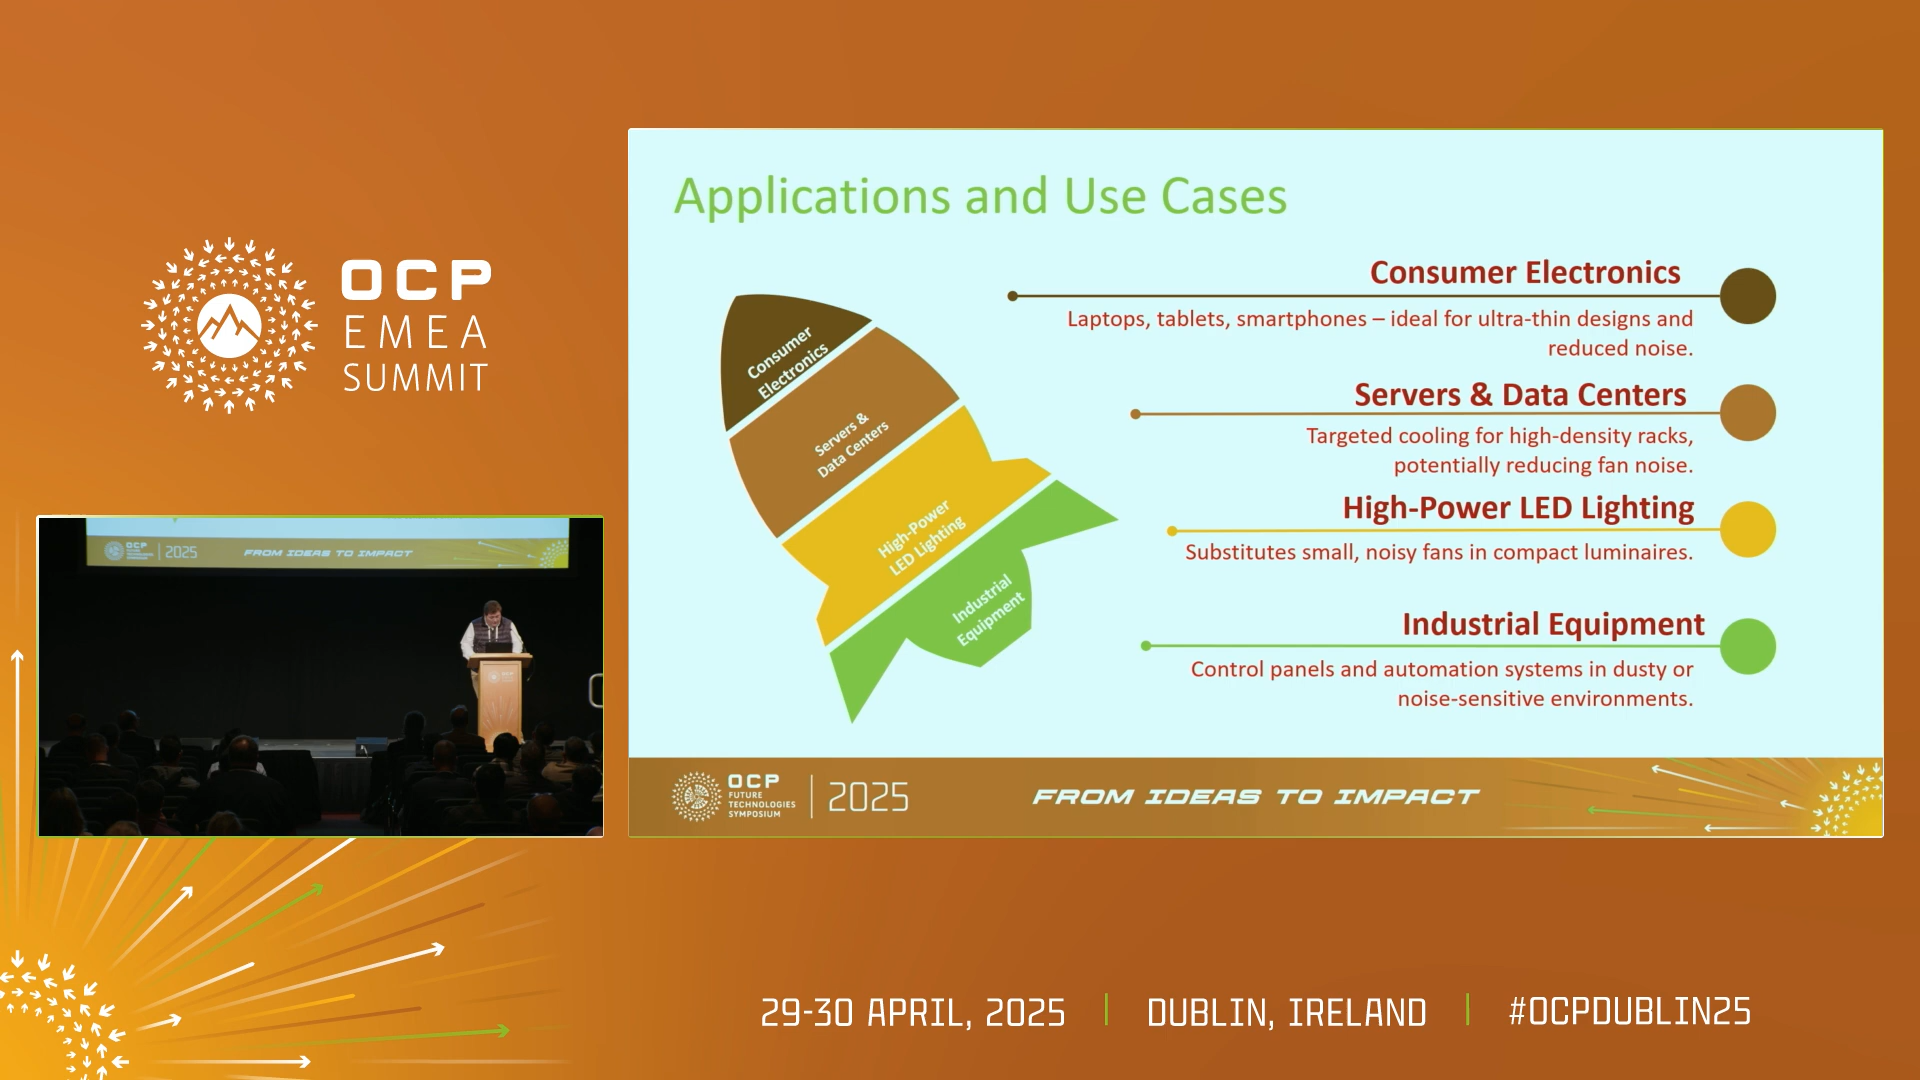 OCP
EMEA
SUMMIT
OCP
FUTURE
TECHNOLOGIES
SYMPOSIUM
2025
FROM IDEAS TO IMPACT
Applications and Use Cases
Consumer
Electronics
Servers &
Data Centers
High-Power
LED Lighting
Industrial
Equipment
Consumer Electronics
Laptops, tablets, smartphones – ideal for ultra-thin designs and
reduced noise.
Servers & Data Centers
Targeted cooling for high-density racks,
potentially reducing fan noise.
High-Power LED Lighting
Substitutes small, noisy fans in compact luminaires.
Industrial Equipment
Control panels and automation systems in dusty or
noise-sensitive environments.
OCP
FUTURE
TECHNOLOGIES
SYMPOSIUM
2025
FROM IDEAS TO IMPACT
29-30 APRIL, 2025
DUBLIN, IRELAND
#OCPDUBLIN25